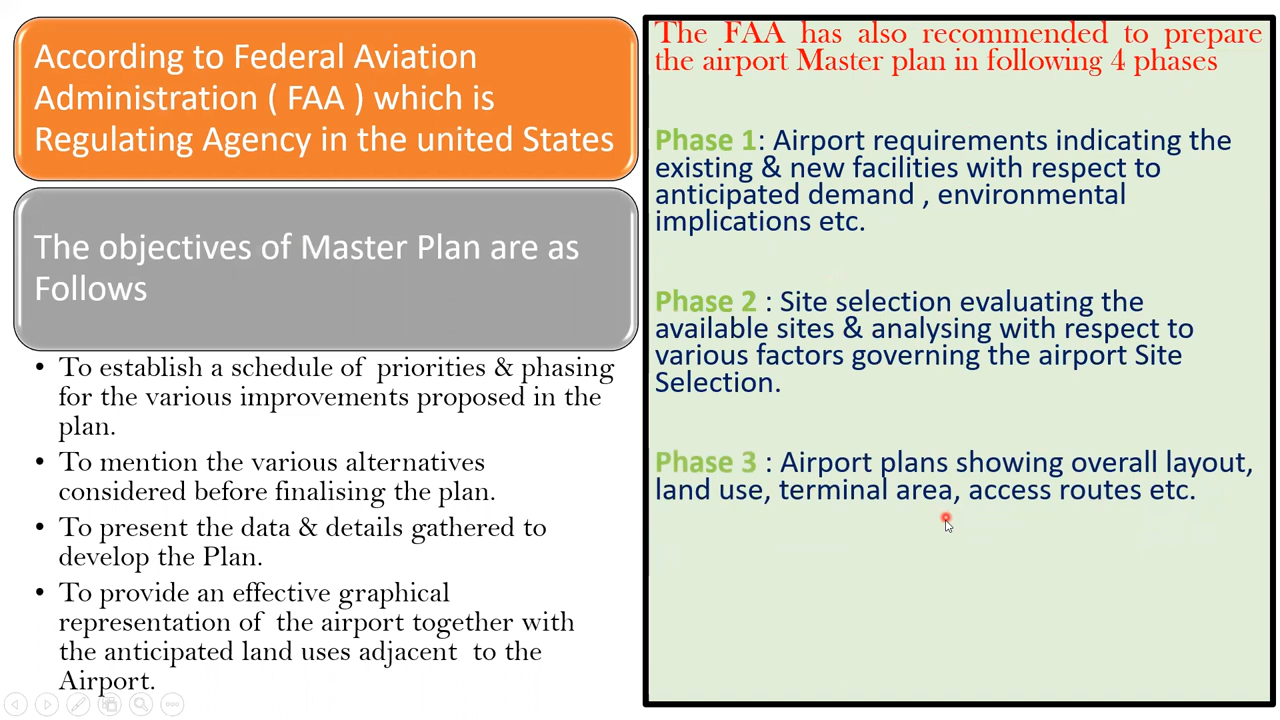 According to Federal Aviation
Administration ( FAA ) which is
Regulating Agency in the united States
The objectives of Master Plan are as
Follows
• To establish a schedule of priorities & phasing
for the various improvements proposed in the
plan.
• To mention the various alternatives
considered before finalising the plan.
• To present the data & details gathered to
develop the Plan.
• To provide an effective graphical
representation of the airport together with
the anticipated land uses adjacent to the
Airport.
The FAA has also recommended to prepare
the airport Master plan in following 4 phases
Phase 1: Airport requirements indicating the
existing & new facilities with respect to
anticipated demand , environmental
implications etc.
Phase 2 : Site selection evaluating the
available sites & analysing with respect to
various factors governing the airport Site
Selection.
Phase 3 : Airport plans showing overall layout,
land use, terminal area, access routes etc.